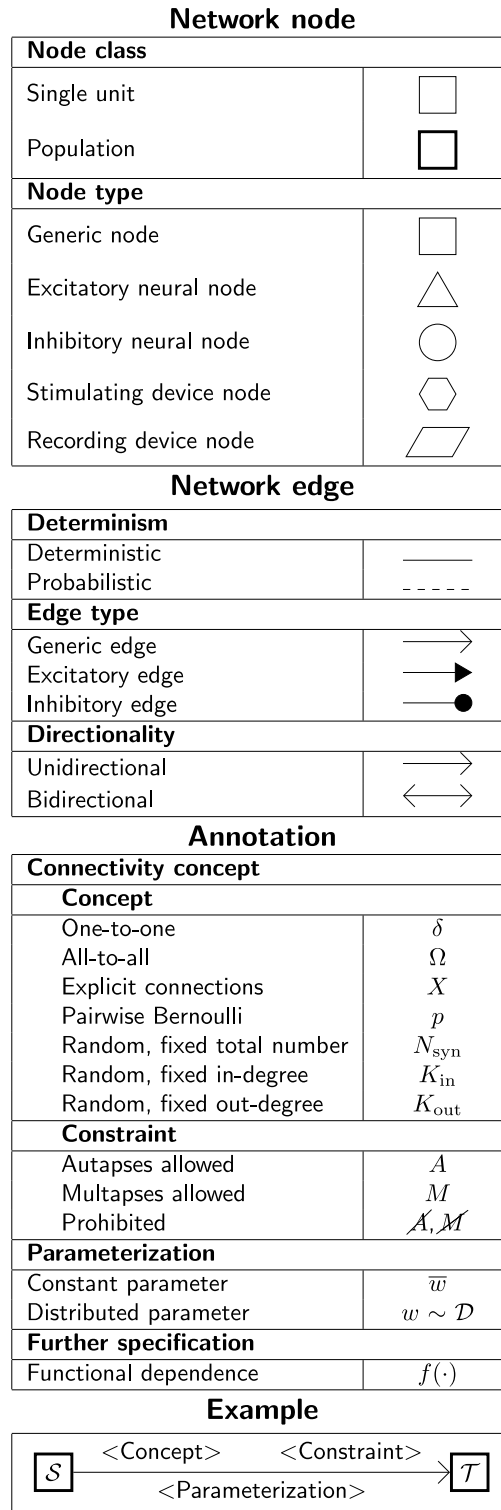 Network node
Node class
Single unit
Population
Node type
Generic node
Excitatory neural node
Inhibitory neural node
Stimulating device node
Recording device node
Network edge
Determinism
Deterministic
Probabilistic
Edge type
Generic edge
Excitatory edge
Inhibitory edge
Directionality
Unidirectional
Bidirectional
Annotation
Connectivity concept
Concept
One-to-one δ
All-to-all Ω
Explicit connections X
Pairwise Bernoulli p
Random, fixed total number N_syn
Random, fixed in-degree K_in
Random, fixed out-degree K_out
Constraint
Autapses allowed A
Multapses allowed M
Prohibited A̸, M̸
Parameterization
Constant parameter w̅
Distributed parameter w ∼ 𝒟
Further specification
Functional dependence f(·)
Example
<Concept> <Constraint>
𝒮 𝒯
<Parameterization>